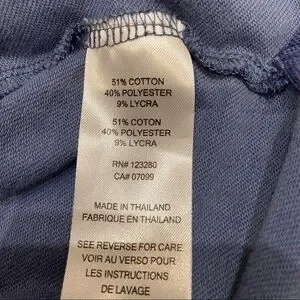 51% COTTON
40% POLYESTER
9% LYCRA
51% COTON
40% POLYESTER
9% LYCRA
RN# 123280
CA# 07099
MADE IN THAILAND
FABRIQUE EN THAILAND
SEE REVERSE FOR CARE
VOIR AU VERSO POUR
LES INSTRUCTIONS
DE LAVAGE